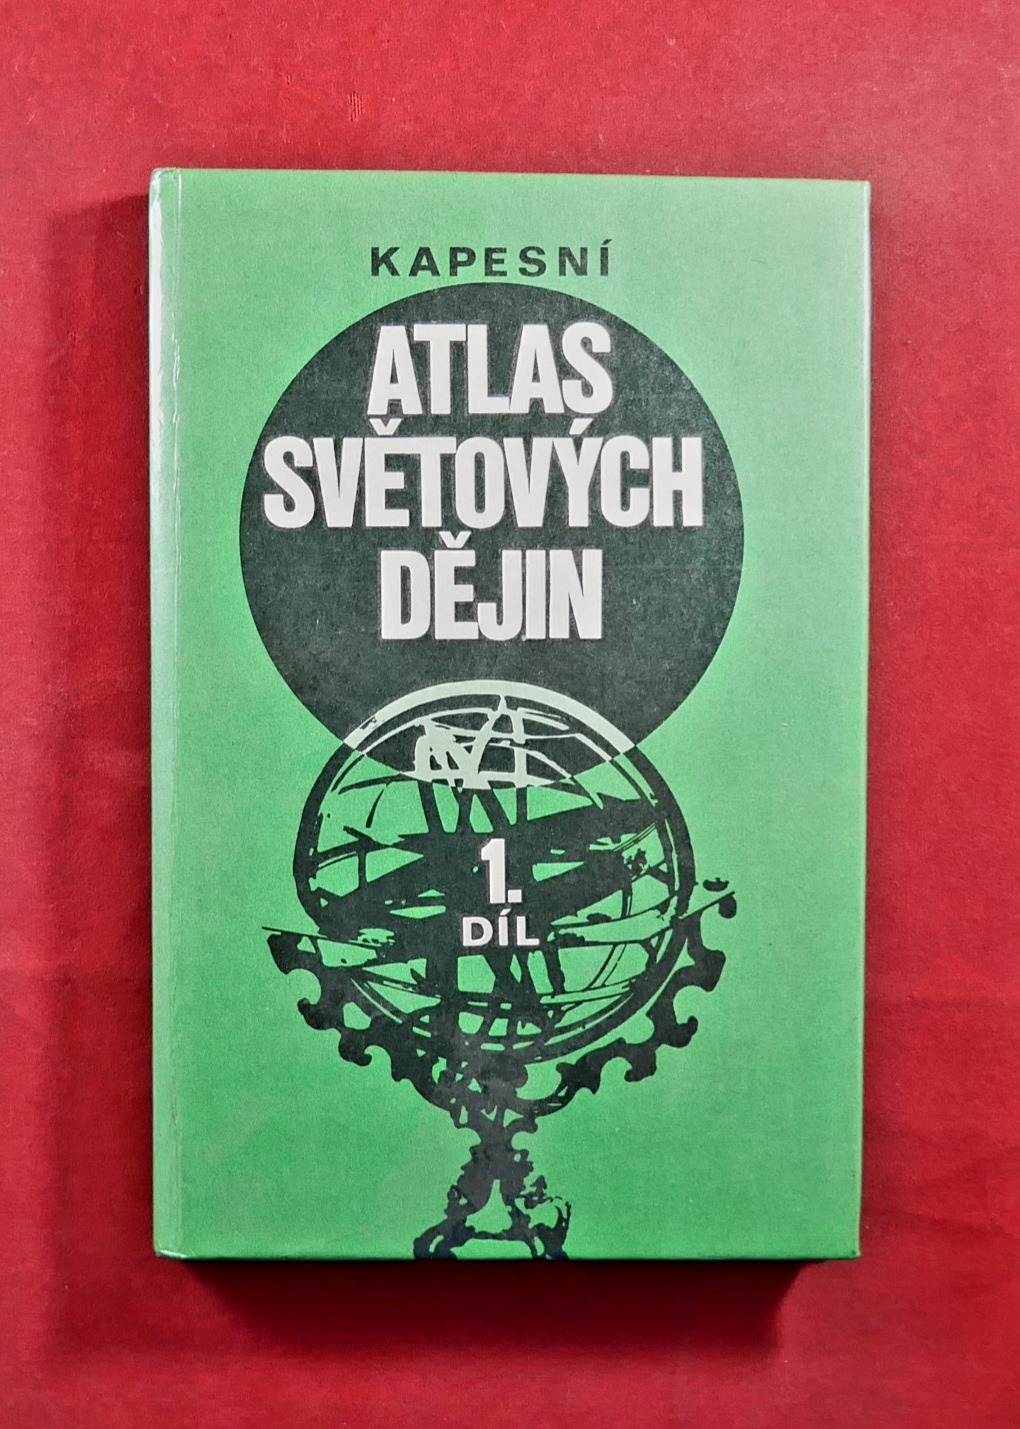 KAPESNÍ
ATLAS
SVĚTOVÝCH
DĚJIN
1.
DÍL